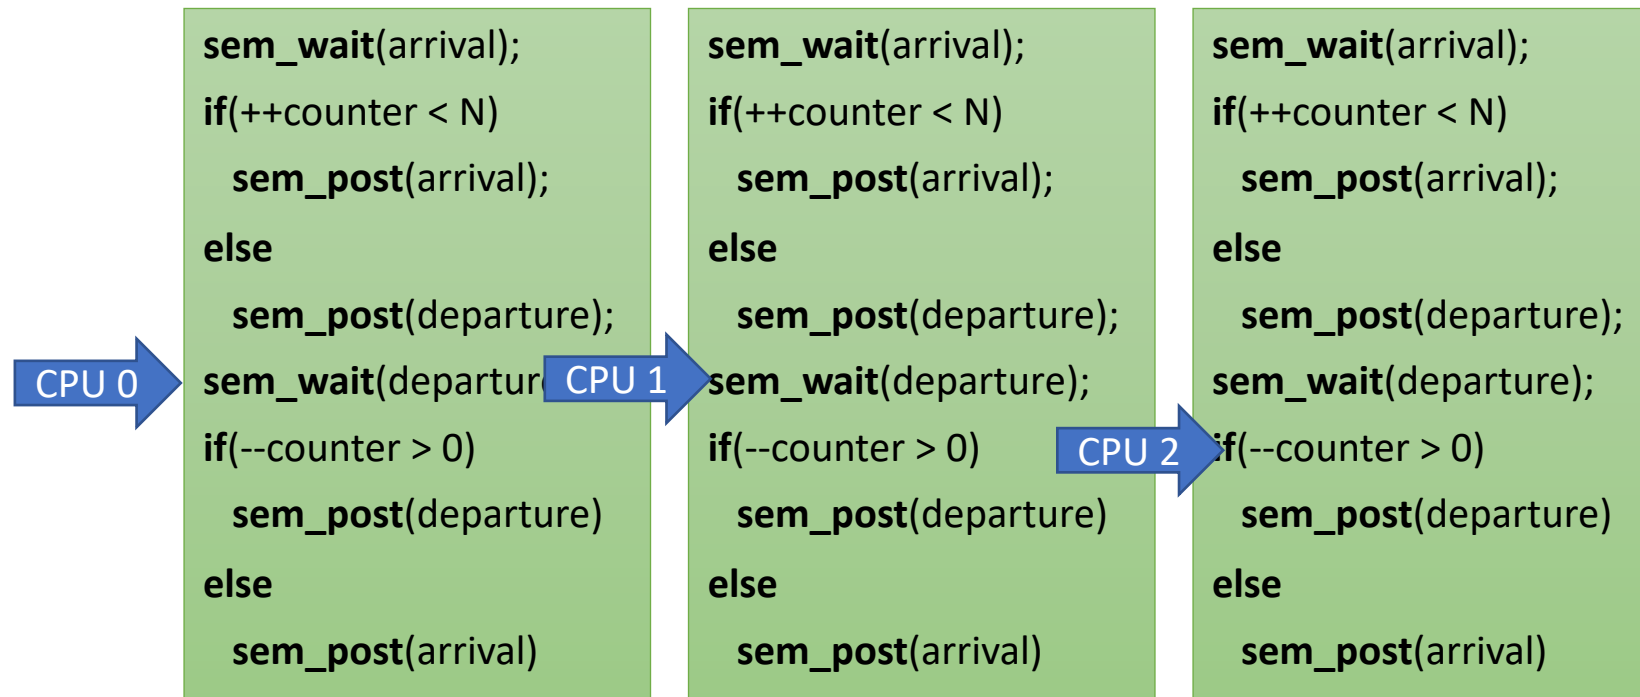 sem_wait(arrival);
if(++counter < N)
sem_post(arrival);
else
sem_post(departure);
CPU 0
sem_wait(departur
if(--counter > 0)
sem_post(departure)
else
sem_post(arrival)
sem_wait(arrival);
if(++counter < N)
sem_post(arrival);
else
sem_post(departure);
CPU 1
sem_wait(departure);
if(--counter > 0)
sem_post(departure)
else
sem_post(arrival)
sem_wait(arrival);
if(++counter < N)
sem_post(arrival);
else
sem_post(departure);
sem_wait(departure);
CPU 2
if(--counter > 0)
sem_post(departure)
else
sem_post(arrival)